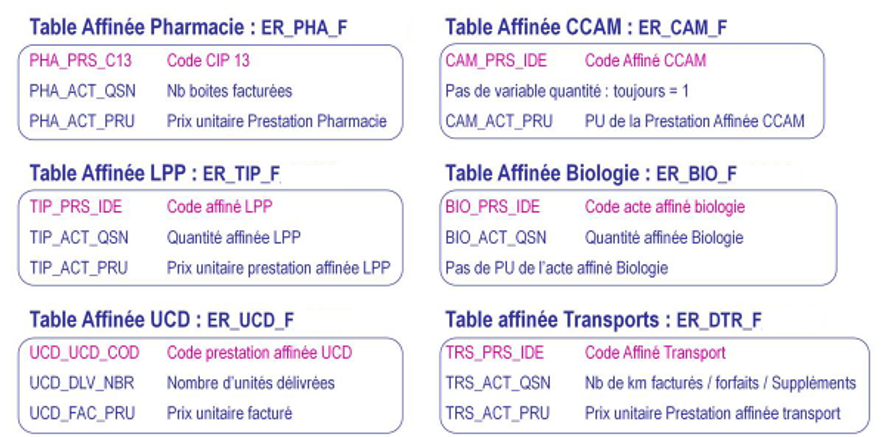 Table Affinée Pharmacie : ER_PHA_F
PHA_PRS_C13 Code CIP 13
PHA_ACT_QSN Nb boites facturées
PHA_ACT_PRU Prix unitaire Prestation Pharmacie
Table Affinée CCAM : ER_CAM_F
CAM_PRS_IDE Code Affiné CCAM
Pas de variable quantité : toujours = 1
CAM_ACT_PRU PU de la Prestation Affinée CCAM
Table Affinée LPP : ER_TIP_F
TIP_PRS_IDE Code affiné LPP
TIP_ACT_QSN Quantité affinée LPP
TIP_ACT_PRU Prix unitaire prestation affinée LPP
Table Affinée Biologie : ER_BIO_F
BIO_PRS_IDE Code acte affiné biologie
BIO_ACT_QSN Quantité affinée Biologie
Pas de PU de l'acte affiné Biologie
Table Affinée UCD : ER_UCD_F
UCD_UCD_COD Code prestation affinée UCD
UCD_DLV_NBR Nombre d'unités délivrées
UCD_FAC_PRU Prix unitaire facturé
Table affinée Transports : ER_DTR_F
TRS_PRS_IDE Code Affiné Transport
TRS_ACT_QSN Nb de km facturés / forfaits / Suppléments
TRS_ACT_PRU Prix unitaire Prestation affinée transport